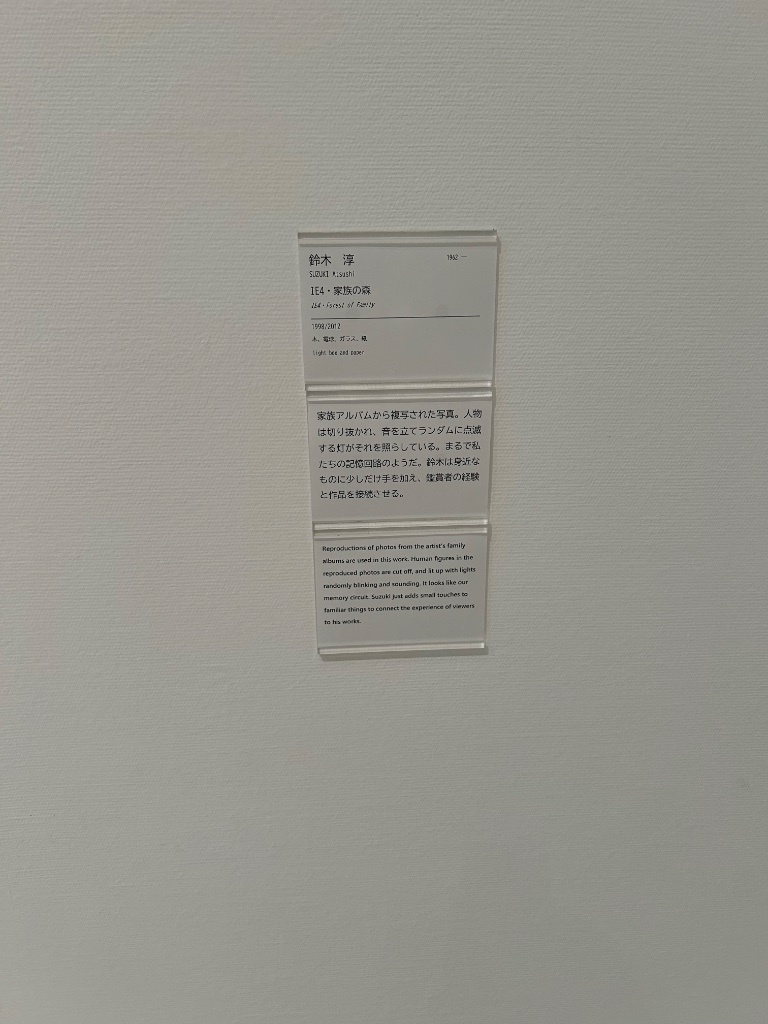 鈴木　淳
1962 —
SUZUKI Atsushi
IE4・家族の森
IE4・Forest of Family
1998/2012
木、電球、ガラス、紙
light box and paper
家族アルバムから複写された写真。人物
は切り抜かれ、音を立てランダムに点滅
する灯がそれを照らしている。まるで私
たちの記憶回路のようだ。鈴木は身近な
ものに少しだけ手を加え、鑑賞者の経験
と作品を接続させる。
Reproductions of photos from the artist's family
albums are used in this work. Human figures in the
reproduced photos are cut off, and lit up with lights
randomly blinking and sounding. It looks like our
memory circuit. Suzuki just adds small touches to
familiar things to connect the experience of viewers
to his works.